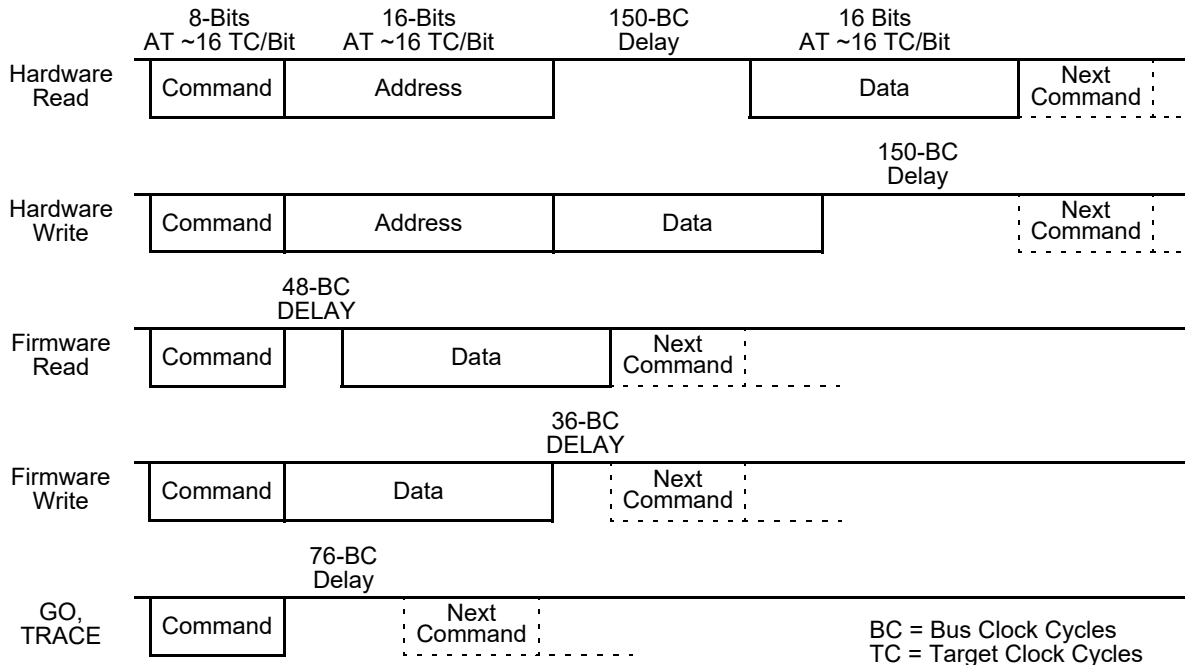 8-Bits
AT ~16 TC/Bit
16-Bits
AT ~16 TC/Bit
150-BC
Delay
16 Bits
AT ~16 TC/Bit
Hardware
Read
Command
Address
Data
Next
Command
150-BC
Delay
Hardware
Write
Command
Address
Data
Next
Command
48-BC
DELAY
Firmware
Read
Command
Data
Next
Command
36-BC
DELAY
Firmware
Write
Command
Data
Next
Command
76-BC
Delay
GO,
TRACE
Command
Next
Command
BC = Bus Clock Cycles
TC = Target Clock Cycles